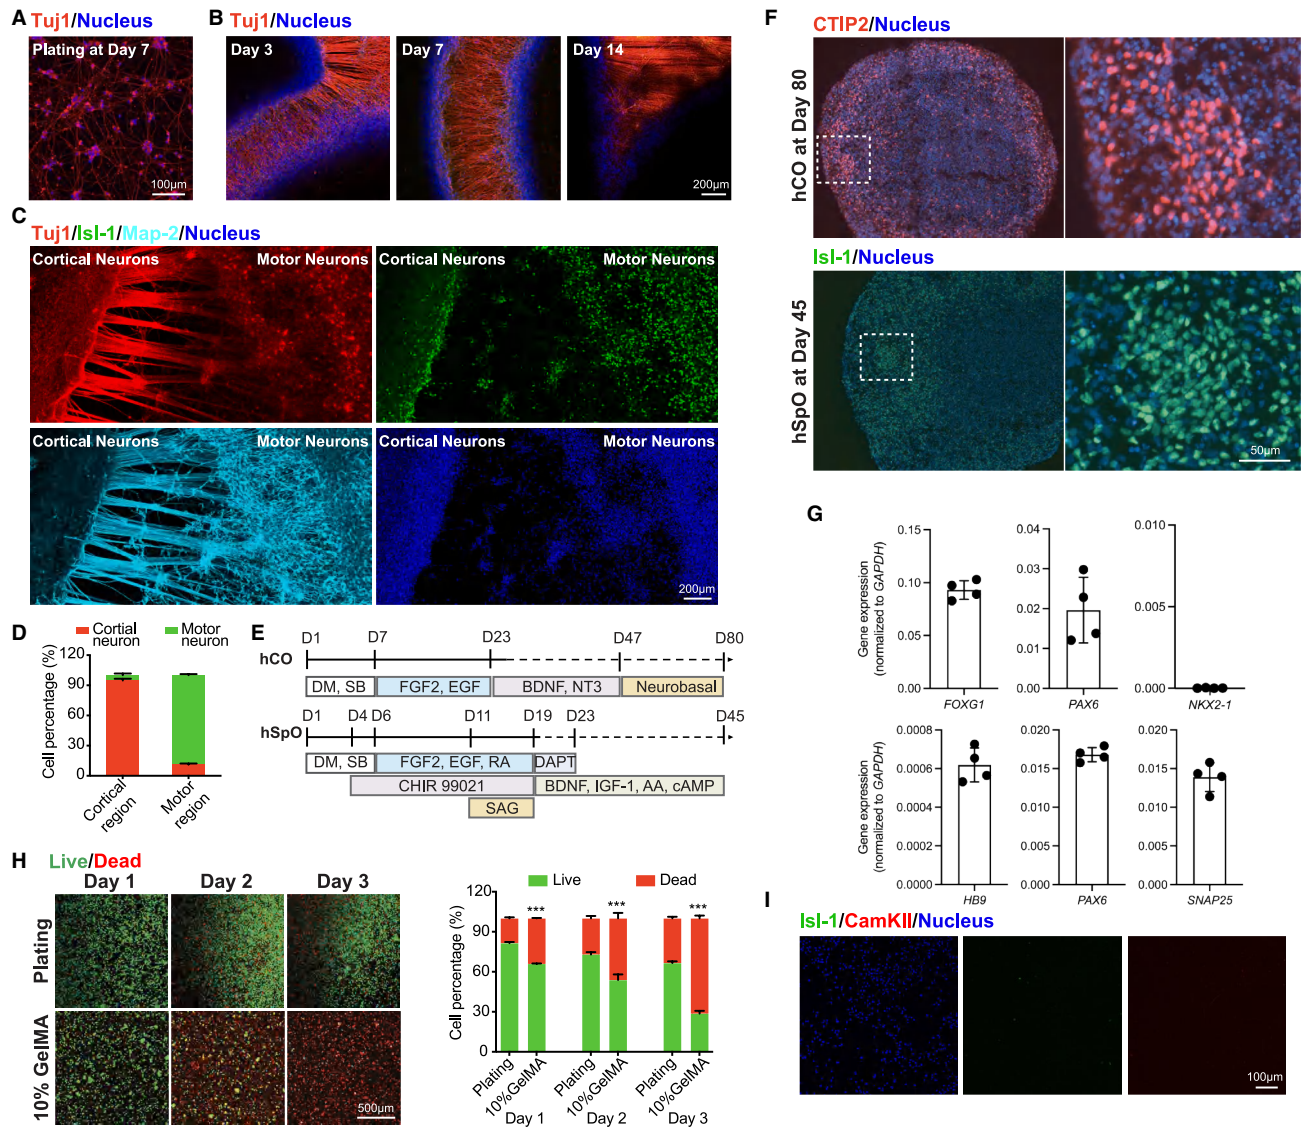 A
Tuj1/Nucleus
Plating at Day 7
100µm
B
Tuj1/Nucleus
Day 3
Day 7
Day 14
200µm
C
Tuj1/Isl-1/Map-2/Nucleus
Cortical Neurons Motor Neurons
Cortical Neurons Motor Neurons
Cortical Neurons Motor Neurons
Cortical Neurons Motor Neurons
200µm
D
Cortial neuron
Motor neuron
Cell percentage (%)
120
90
60
30
0
Cortical region
Motor region
E
D1 D7 D23 D47 D80
hCO
DM, SB FGF2, EGF BDNF, NT3 Neurobasal
D1 D4 D6 D11 D19 D23 D45
hSpO
DM, SB FGF2, EGF, RA DAPT
CHIR 99021 BDNF, IGF-1, AA, cAMP
SAG
F
CTIP2/Nucleus
hCO at Day 80
Isl-1/Nucleus
hSpO at Day 45
50µm
G
Gene expression
(normalized to GAPDH)
0.15
0.10
0.05
0.00
FOXG1
0.04
0.03
0.02
0.01
0.00
PAX6
0.010
0.005
0.000
NKX2-1
Gene expression
(normalized to GAPDH)
0.0008
0.0006
0.0004
0.0002
0.0000
HB9
0.020
0.015
0.010
0.005
0.000
PAX6
0.020
0.015
0.010
0.005
0.000
SNAP25
H
Live/Dead
Day 1 Day 2 Day 3
Plating
10% GelMA
500µm
Live
Dead
Cell percentage (%)
120
90
60
30
0
***
***
***
Plating
10%GelMA
Plating
10%GelMA
Plating
10%GelMA
Day 1 Day 2 Day 3
I
Isl-1/CamKII/Nucleus
100µm